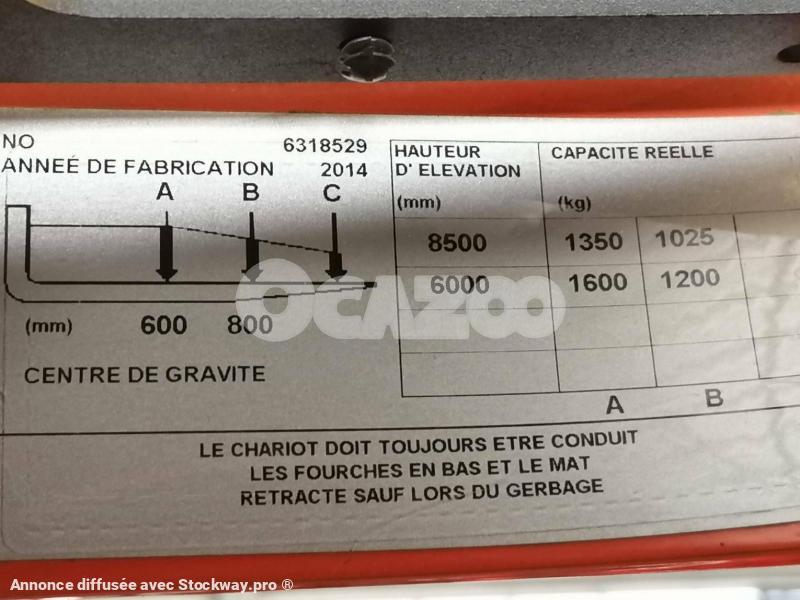 NO 6318529
ANNEÉ DE FABRICATION 2014
A B C
(mm) 600 800
CENTRE DE GRAVITE
HAUTEUR
D' ELEVATION
(mm)
CAPACITE REELLE
(kg)
8500 1350 1025
6000 1600 1200
A B
LE CHARIOT DOIT TOUJOURS ETRE CONDUIT
LES FOURCHES EN BAS ET LE MAT
RETRACTE SAUF LORS DU GERBAGE
OCAZOO
Annonce diffusée avec Stockway.pro ®